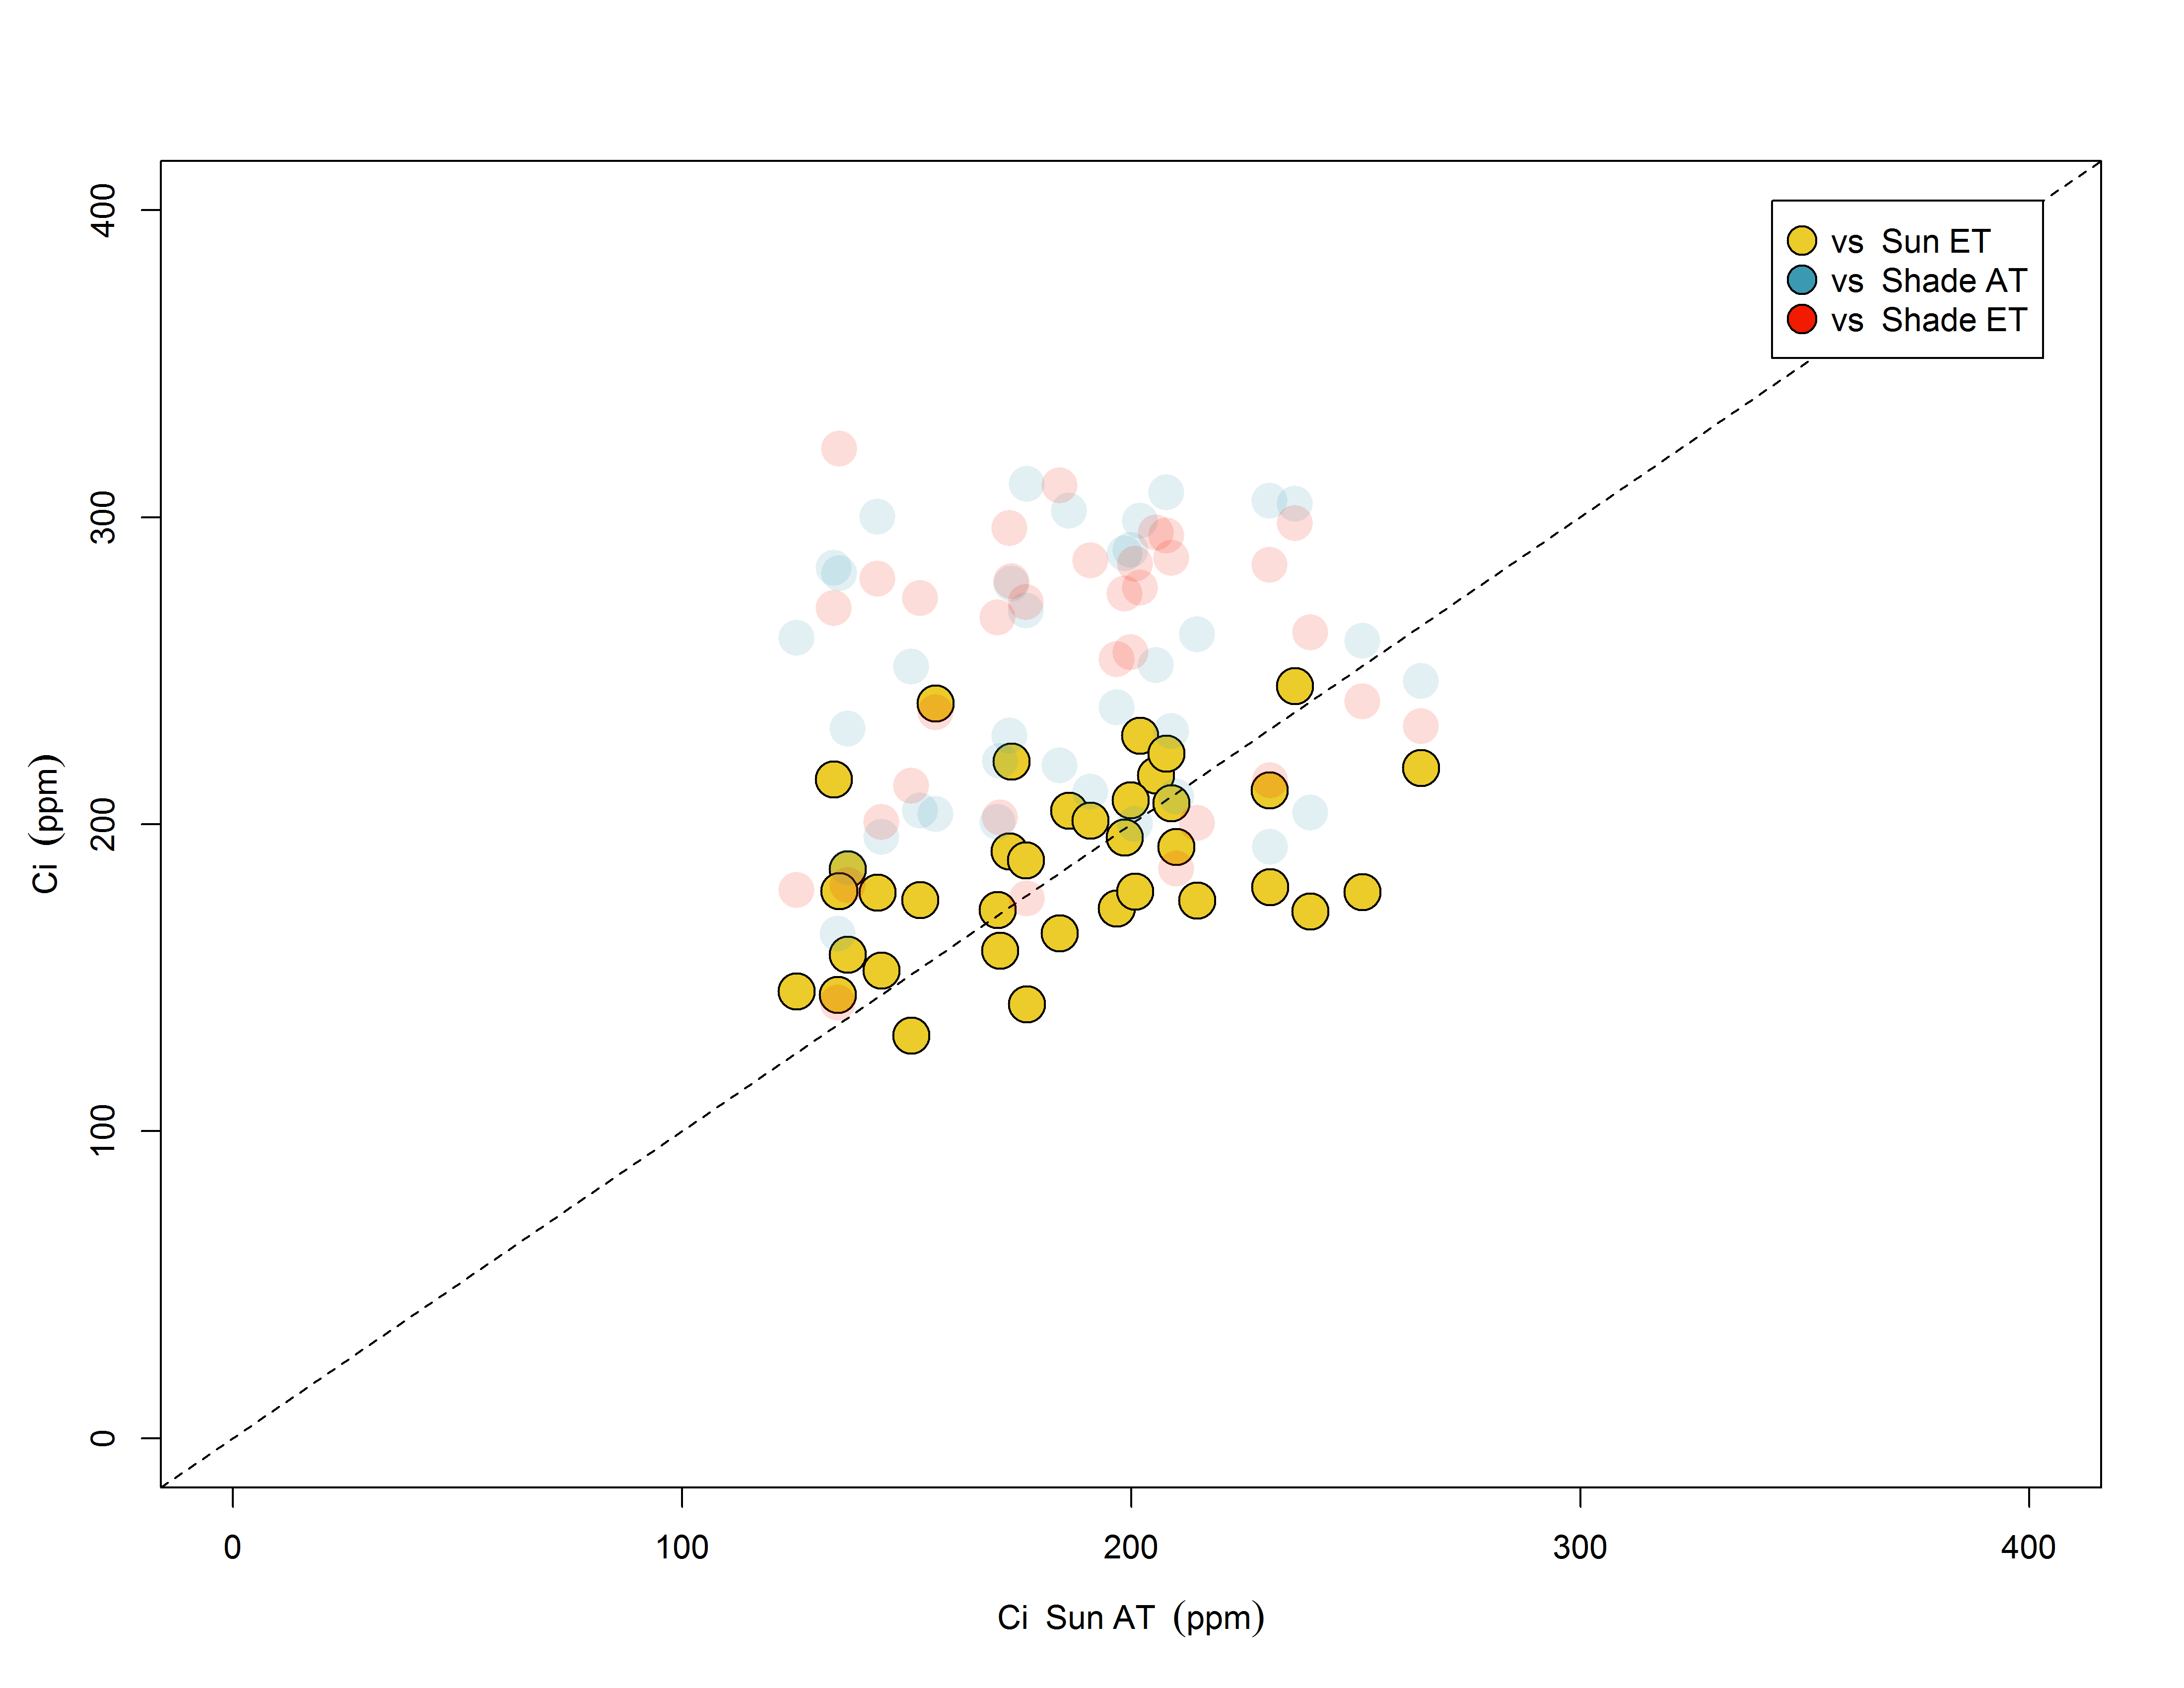 400
300
200
100
0
Ci (ppm)
vs Sun ET
vs Shade AT
vs Shade ET
0 100 200 300 400
Ci Sun AT (ppm)